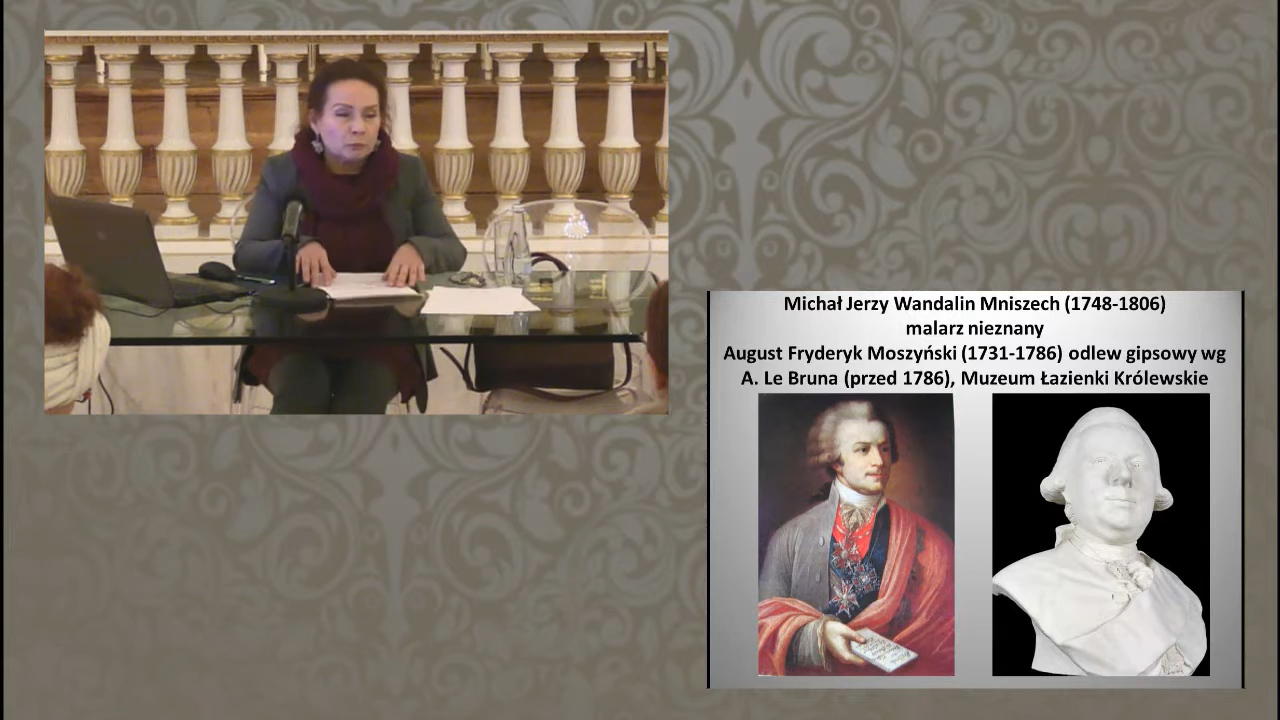 Michał Jerzy Wandalin Mniszech (1748-1806)
malarz nieznany
August Fryderyk Moszyński (1731-1786) odlew gipsowy wg
A. Le Bruna (przed 1786), Muzeum Łazienki Królewskie